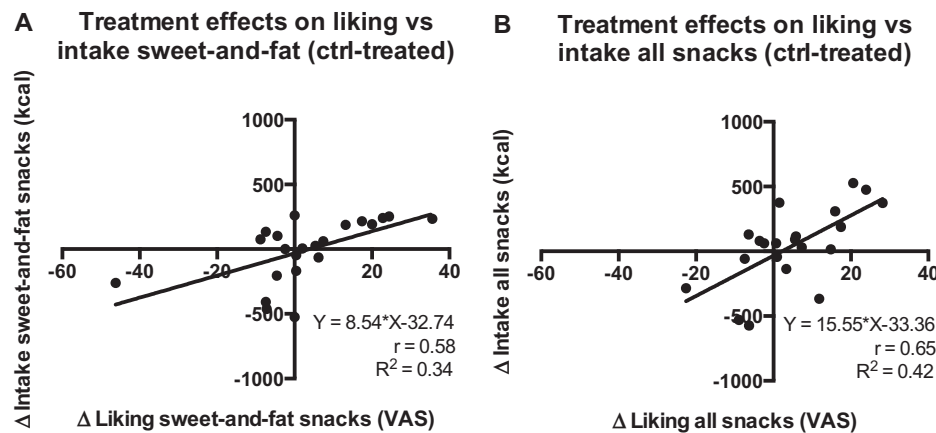 A
Treatment effects on liking vs
intake sweet-and-fat (ctrl-treated)
Δ Intake sweet-and-fat snacks (kcal)
1000
500
-60
-40
-20
0
20
40
-500
-1000
Y = 8.54*X-32.74
r = 0.58
R² = 0.34
Δ Liking sweet-and-fat snacks (VAS)
B
Treatment effects on liking vs
intake all snacks (ctrl-treated)
Δ Intake all snacks (kcal)
1000
500
-60
-40
-20
0
20
40
-500
-1000
Y = 15.55*X-33.36
r = 0.65
R² = 0.42
Δ Liking all snacks (VAS)